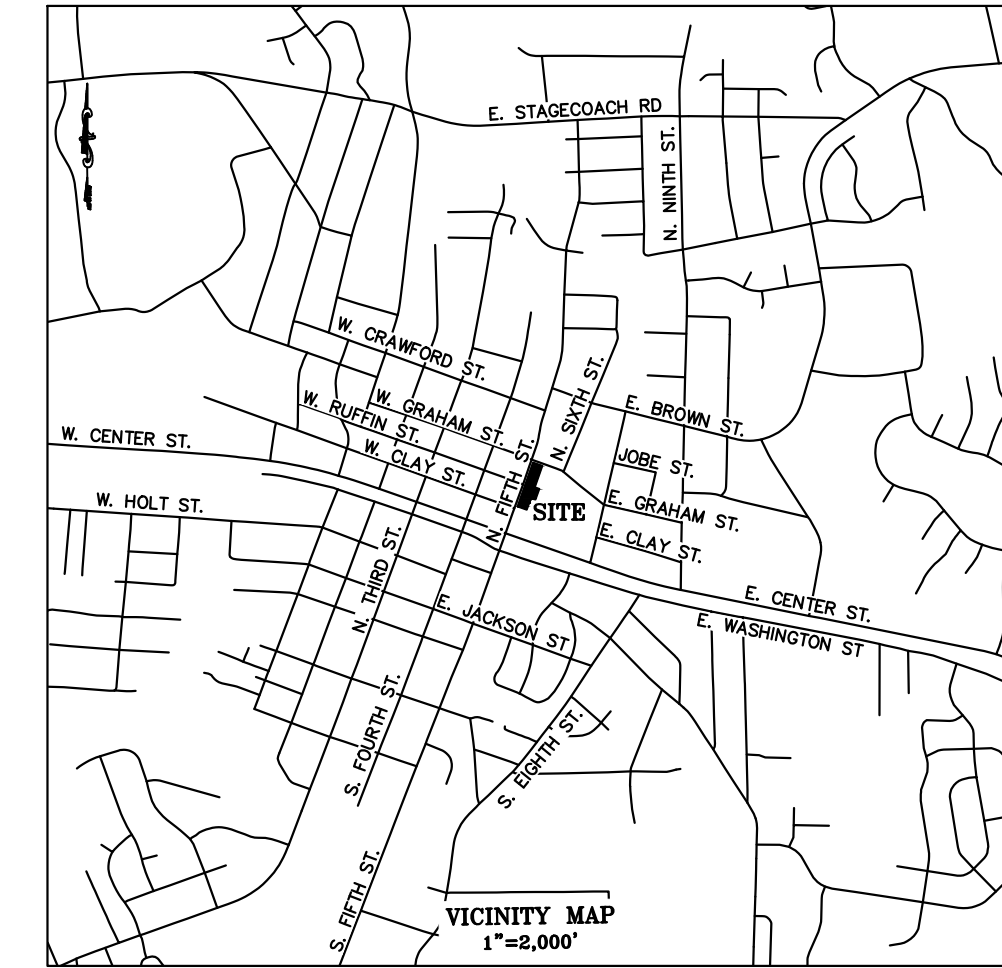 E. STAGECOACH RD
N. NINTH ST.
W. CRAWFORD ST.
N. SIXTH ST.
W. GRAHAM ST.
W. RUFFIN ST.
E. BROWN ST.
W. CENTER ST.
W. CLAY ST.
N. FIFTH ST.
JOBE ST.
W. HOLT ST.
SITE
E. GRAHAM ST.
E. CLAY ST.
N. THIRD ST.
E. JACKSON ST
E. CENTER ST.
E. WASHINGTON ST
S. FOURTH ST.
S. EIGHTH ST.
S. FIFTH ST.
VICINITY MAP
1"=2,000'